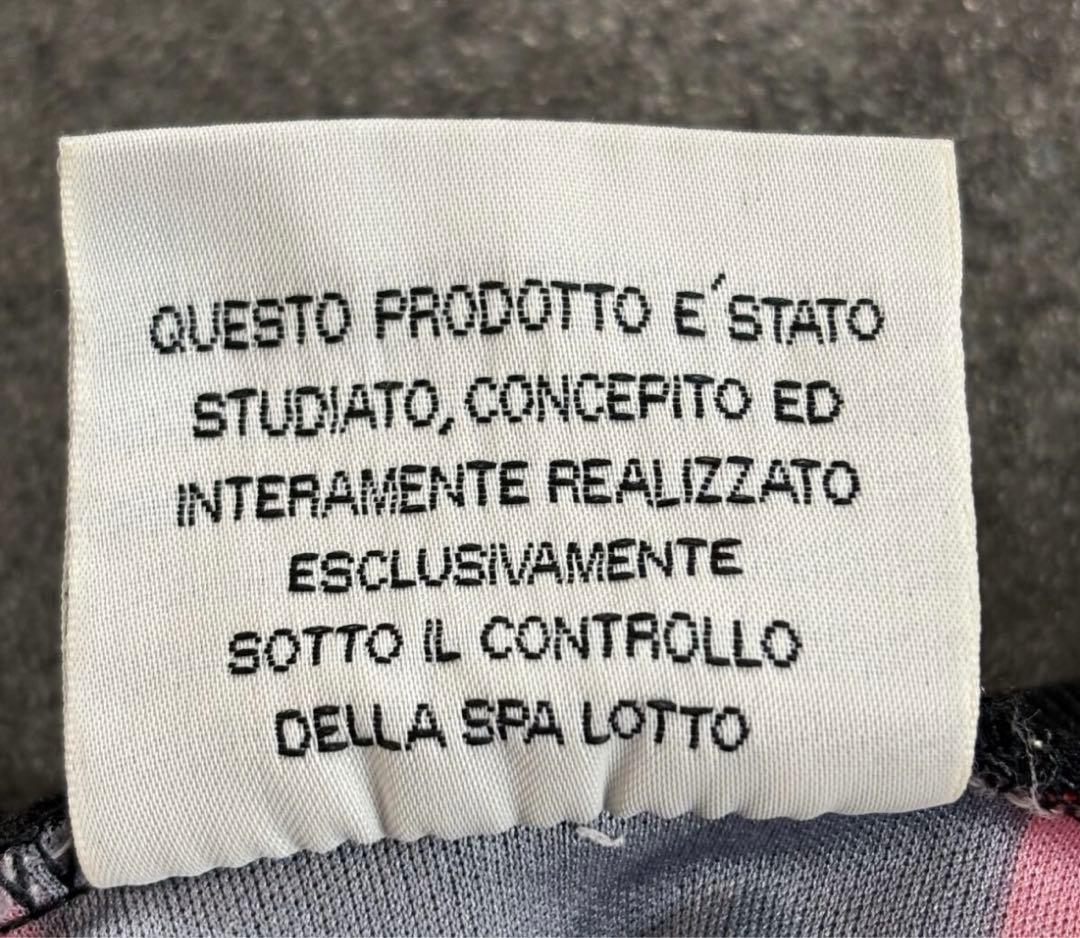 QUESTO PRODOTTO E´STATO
STUDIATO, CONCEPITO ED
INTERAMENTE REALIZZATO
ESCLUSIVAMENTE
SOTTO IL CONTROLLO
DELLA SPA LOTTO